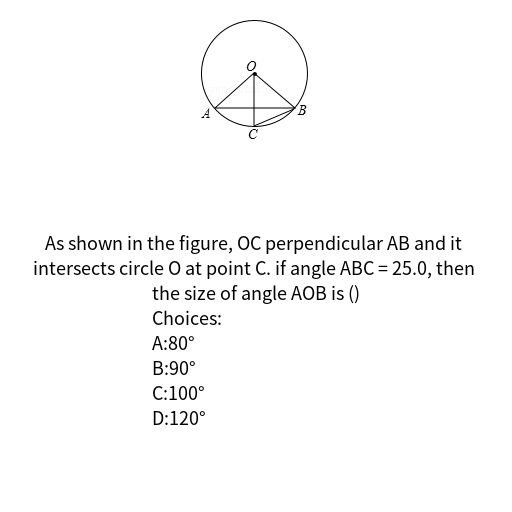 O
A
B
C
As shown in the figure, OC perpendicular AB and it
intersects circle O at point C. if angle ABC = 25.0, then
the size of angle AOB is ()
Choices:
A:80°
B:90°
C:100°
D:120°